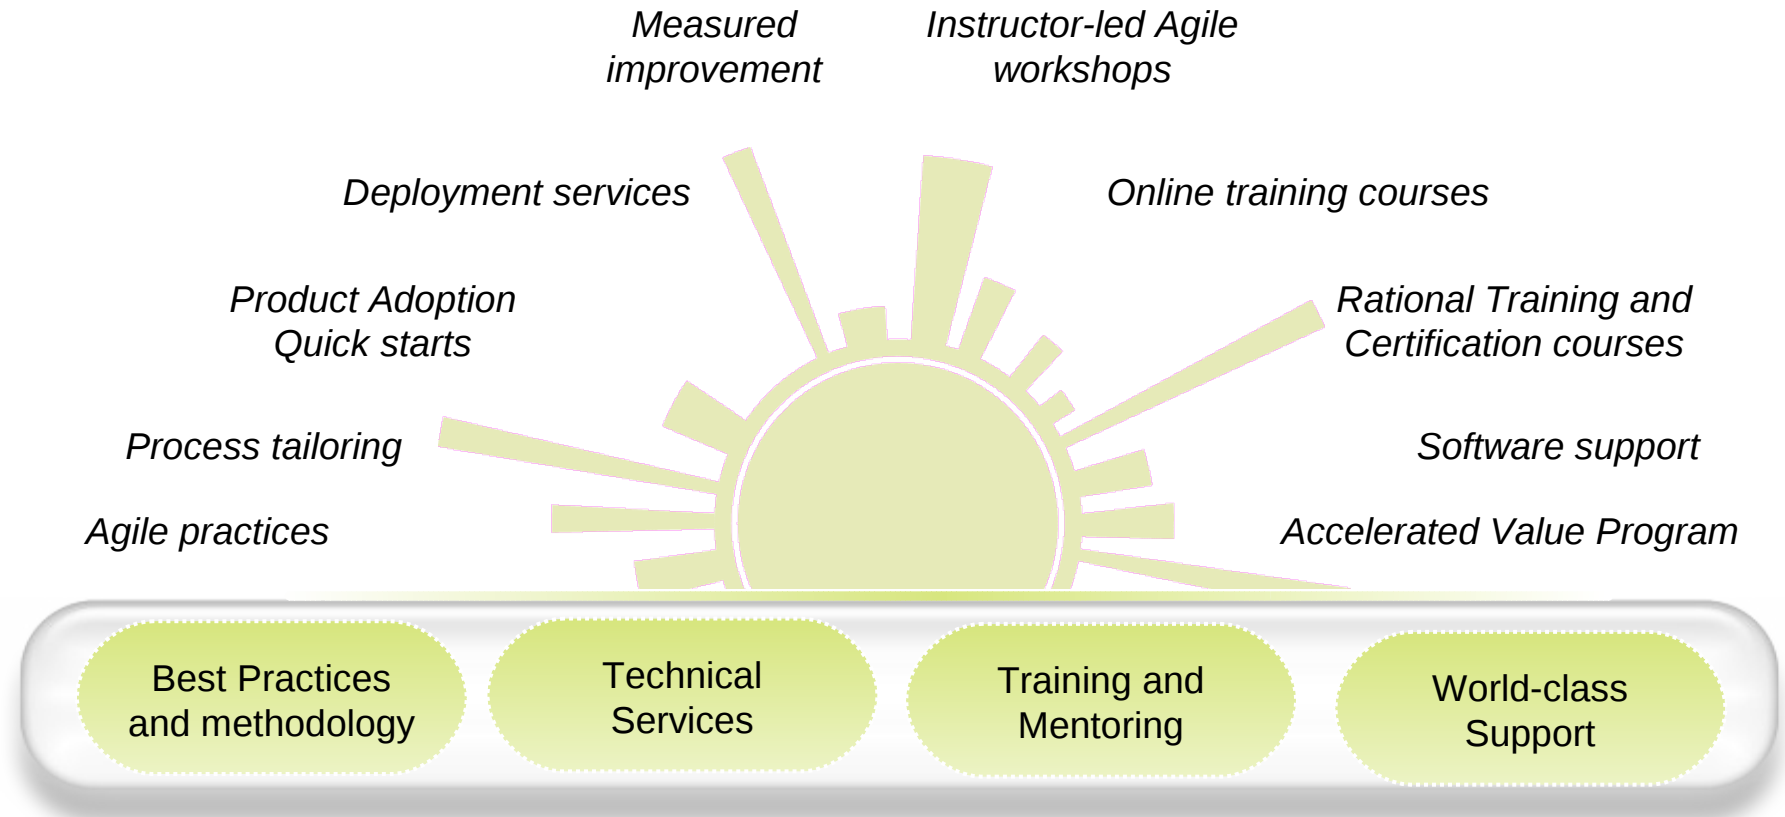 Measured
improvement
Instructor-led Agile
workshops
Deployment services
Online training courses
Product Adoption
Quick starts
Rational Training and
Certification courses
Process tailoring
Software support
Agile practices
Accelerated Value Program
Best Practices
and methodology
Technical
Services
Training and
Mentoring
World-class
Support